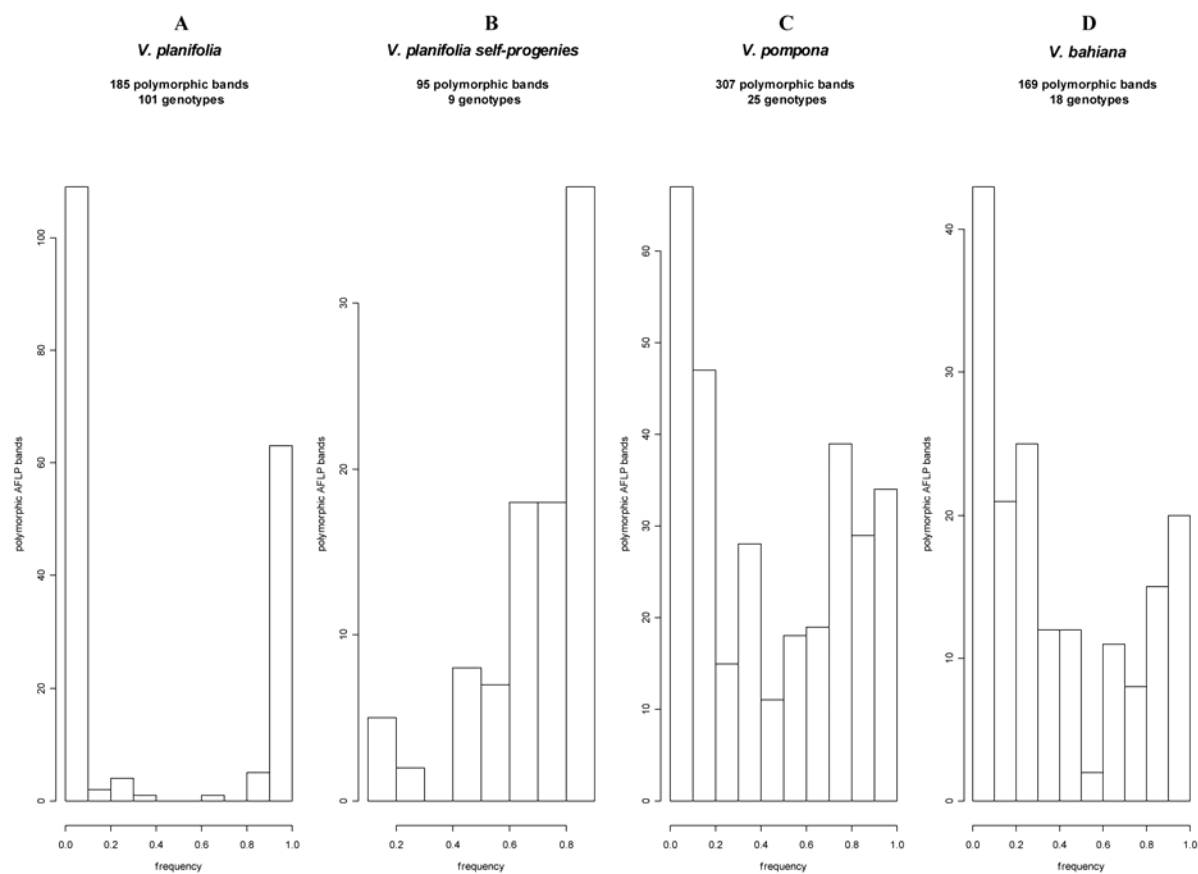 A
V. planifolia
185 polymorphic bands
101 genotypes
polymorphic AFLP bands
0
20
40
60
80
100
0.0 0.2 0.4 0.6 0.8 1.0
frequency
B
V. planifolia self-progenies
95 polymorphic bands
9 genotypes
polymorphic AFLP bands
0
10
20
30
0.2 0.4 0.6 0.8
frequency
C
V. pompona
307 polymorphic bands
25 genotypes
polymorphic AFLP bands
0
10
20
30
40
50
60
0.0 0.2 0.4 0.6 0.8 1.0
frequency
D
V. bahiana
169 polymorphic bands
18 genotypes
polymorphic AFLP bands
0
10
20
30
40
0.0 0.2 0.4 0.6 0.8 1.0
frequency